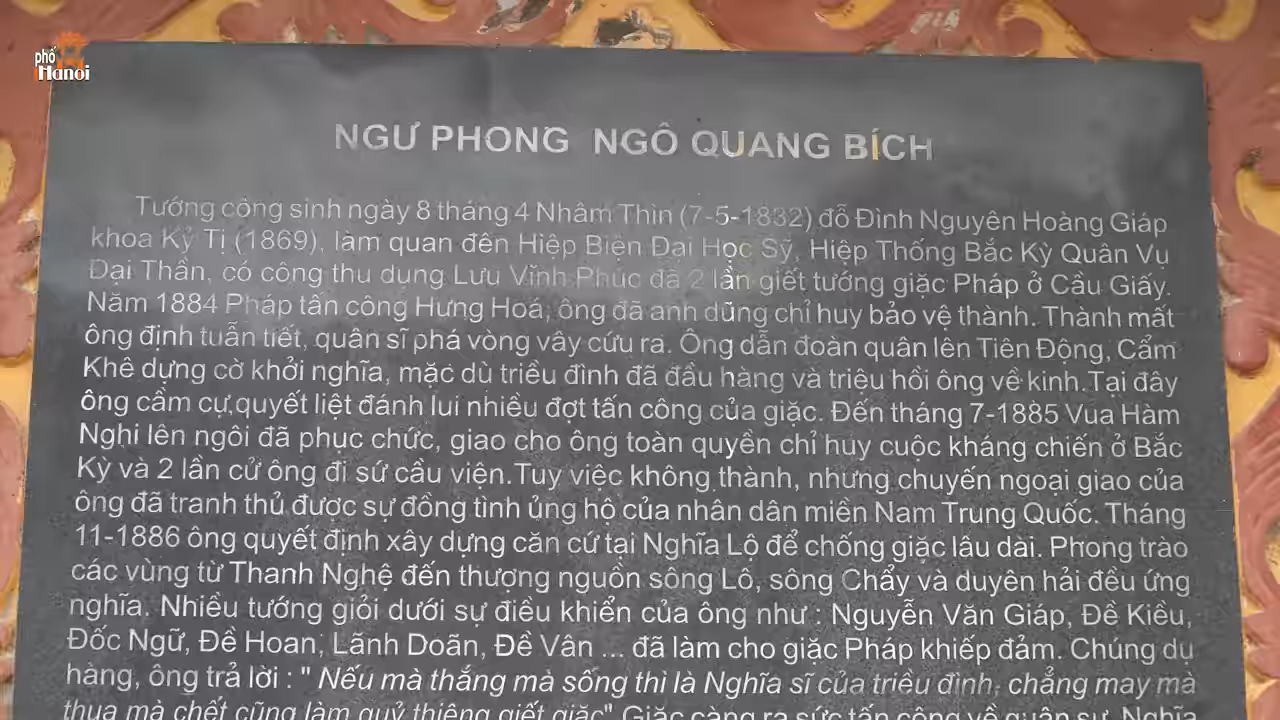 phố
Hanoi
NGƯ PHONG NGÔ QUANG BÍCH
Tướng công sinh ngày 8 tháng 4 Nhâm Thìn (7-5-1832) đỗ Đình Nguyên Hoàng Giáp
khoa Kỷ Tị (1869), làm quan đến Hiệp Biện Đại Học Sỹ, Hiệp Thống Bắc Kỳ Quân Vụ
Đại Thần, có công thu dụng Lưu Vĩnh Phúc đã 2 lần giết tướng giặc Pháp ở Cầu Giấy.
Năm 1884 Pháp tấn công Hưng Hoá, ông đã anh dũng chỉ huy bảo vệ thành. Thành mất
ông định tuẫn tiết, quân sĩ phá vòng vây cứu ra. Ông dẫn đoàn quân lên Tiên Động, Cẩm
Khê dựng cờ khởi nghĩa, mặc dù triều đình đã đầu hàng và triệu hồi ông về kinh.Tại đây
ông cầm cự,quyết liệt đánh lui nhiều đợt tấn công của giặc. Đến tháng 7-1885 Vua Hàm
Nghi lên ngôi đã phục chức, giao cho ông toàn quyền chỉ huy cuộc kháng chiến ở Bắc
Kỳ và 2 lần cử ông đi sứ cầu viện.Tuy việc không thành, nhưng chuyến ngoại giao của
ông đã tranh thủ được sự đồng tình ủng hộ của nhân dân miền Nam Trung Quốc. Tháng
11-1886 ông quyết định xây dựng căn cứ tại Nghĩa Lộ để chống giặc lâu dài. Phong trào
các vùng từ Thanh Nghệ đến thượng nguồn sông Lô, sông Chẩy và duyên hải đều ứng
nghĩa. Nhiều tướng giỏi dưới sự điều khiển của ông như : Nguyễn Văn Giáp, Đề Kiều,
Đốc Ngữ, Đề Hoan, Lãnh Doãn, Đề Vân ... đã làm cho giặc Pháp khiếp đảm. Chúng dụ
hàng, ông trả lời : " Nếu mà thắng mà sống thì là Nghĩa sĩ của triều đình, chẳng may mà
thua mà chết cũng làm quỷ thiêng giết giặc" Giặc càng ra sức tấn công về quân sự. Nghĩa